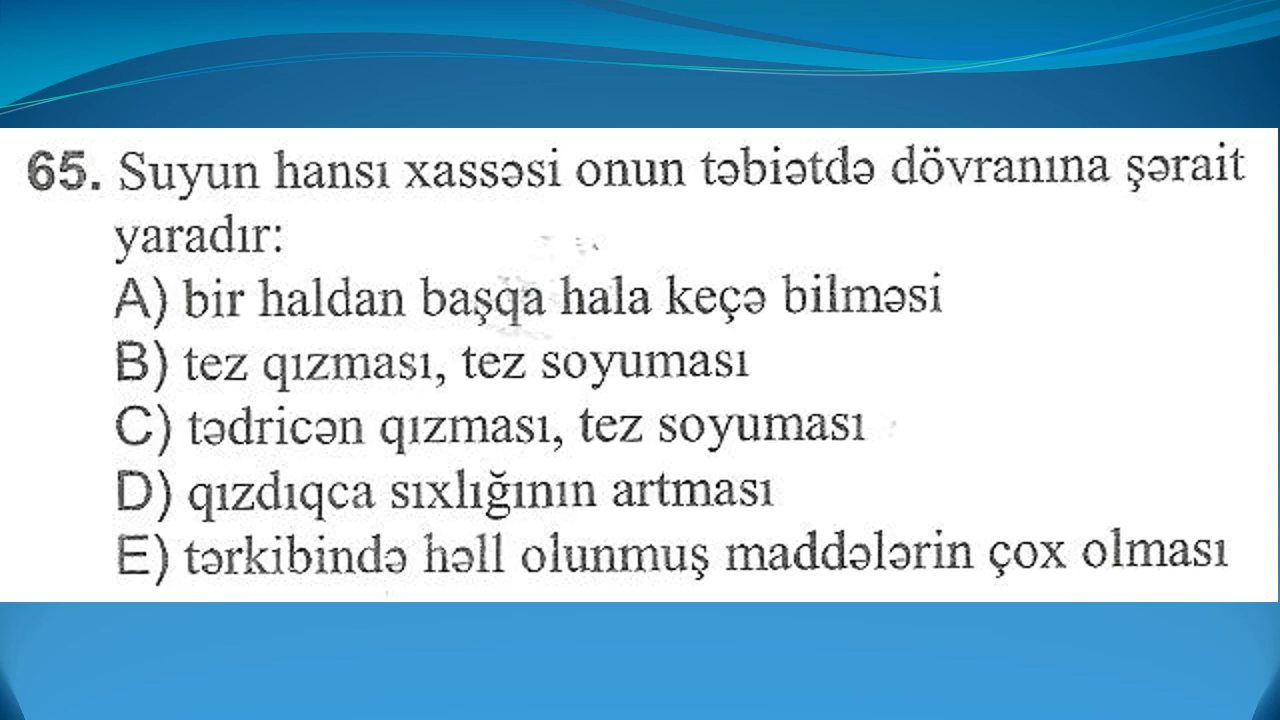 65. Suyun hansı xassəsi onun təbiətdə dövranına şərait
yaradır:
A) bir haldan başqa hala keçə bilməsi
B) tez qızması, tez soyuması
C) tədricən qızması, tez soyuması
D) qızdıqca sıxlığının artması
E) tərkibində həll olunmuş maddələrin çox olması